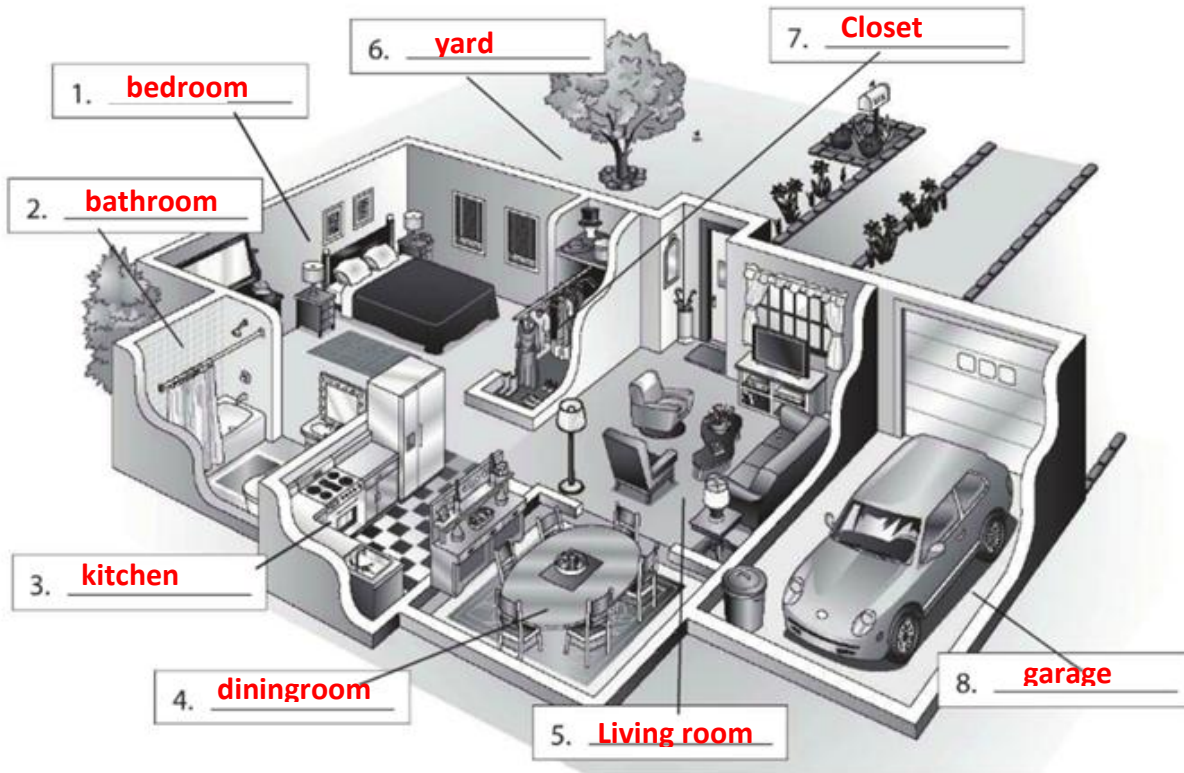 1. bedroom
2. bathroom
3. kitchen
4. diningroom
5. Living room
6. yard
7. Closet
8. garage